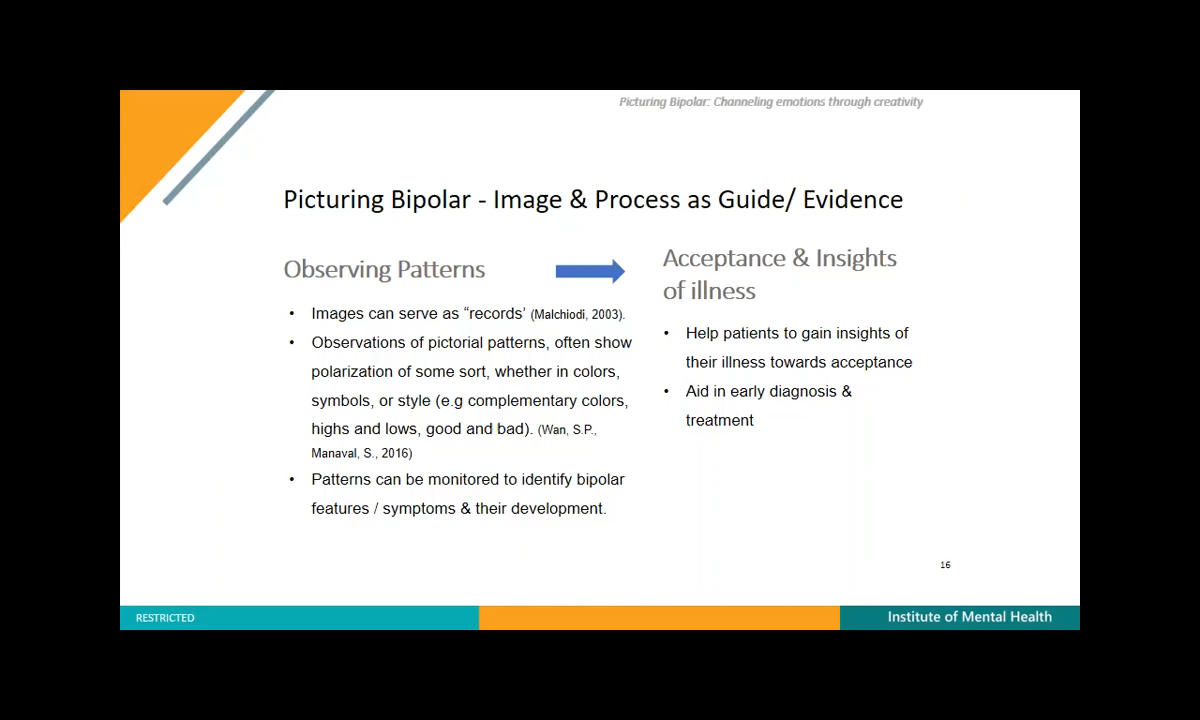 Picturing Bipolar: Channeling emotions through creativity
Picturing Bipolar - Image & Process as Guide/ Evidence
Observing Patterns
• Images can serve as “records’ (Malchiodi, 2003).
• Observations of pictorial patterns, often show
polarization of some sort, whether in colors,
symbols, or style (e.g complementary colors,
highs and lows, good and bad). (Wan, S.P.,
Manaval, S., 2016)
• Patterns can be monitored to identify bipolar
features / symptoms & their development.
Acceptance & Insights
of illness
• Help patients to gain insights of
their illness towards acceptance
• Aid in early diagnosis &
treatment
16
RESTRICTED
Institute of Mental Health